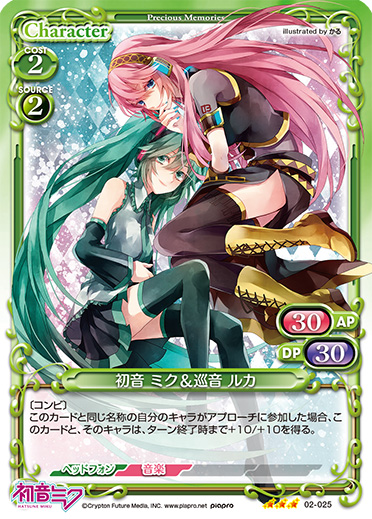 Precious Memories
Character
illustrated by かる
COST
2
SOURCE
2
03
30 AP
DP 30
初音 ミク&巡音 ルカ
[コンビ]
このカードと同じ名称の自分のキャラがアプローチに参加した場合、こ
のカードと、そのキャラは、ターン終了時まで+10/+10を得る。
ヘッドフォン 音楽
初音ミク
HATSUNE MIKU
©Crypton Future Media, INC. www.piapro.net piapro
02-025